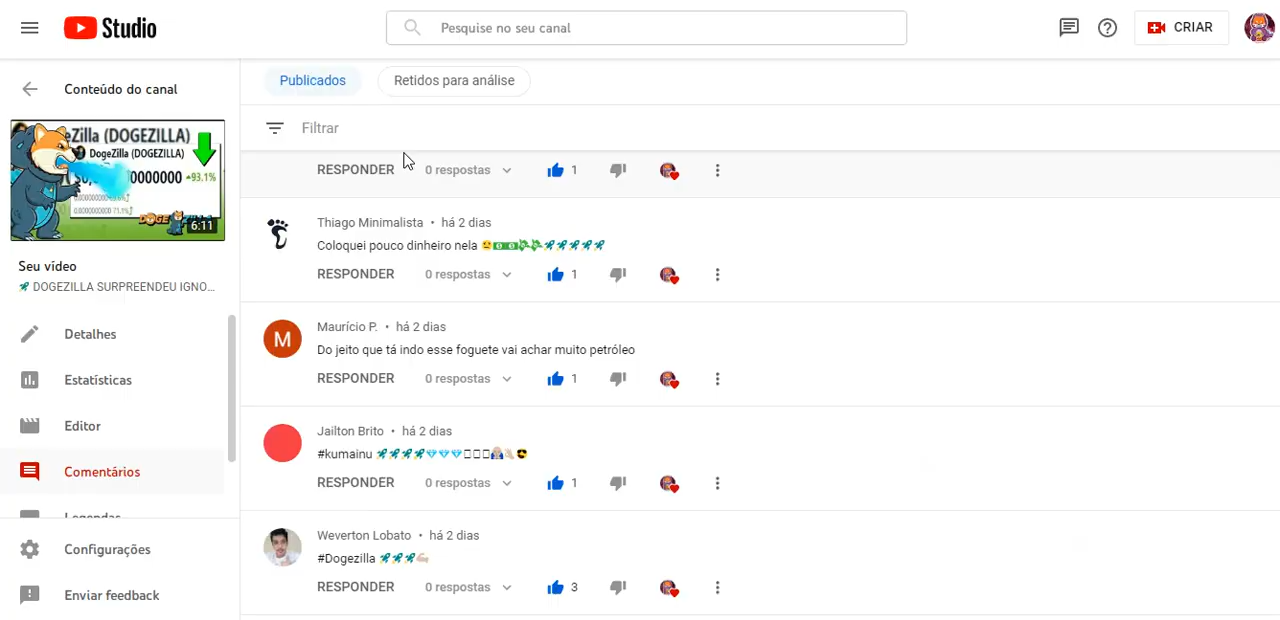 Studio
Pesquise no seu canal
CRIAR
Conteúdo do canal
Publicados
Retidos para análise
Filtrar
eZilla (DOGEZILLA)
DogeZilla (DOGEZILLA)
0000000
93.1%
6:11
Seu vídeo
DOGEZILLA SURPREENDEU IGNO...
Detalhes
Estatísticas
Editor
Comentários
Legendas
Configurações
Enviar feedback
RESPONDER 0 respostas 1
Thiago Minimalista • há 2 dias
Coloquei pouco dinheiro nela
RESPONDER 0 respostas 1
M
Maurício P. • há 2 dias
Do jeito que tá indo esse foguete vai achar muito petróleo
RESPONDER 0 respostas 1
Jailton Brito • há 2 dias
#kumainu
RESPONDER 0 respostas 1
Weverton Lobato • há 2 dias
#Dogezilla
RESPONDER 0 respostas 3